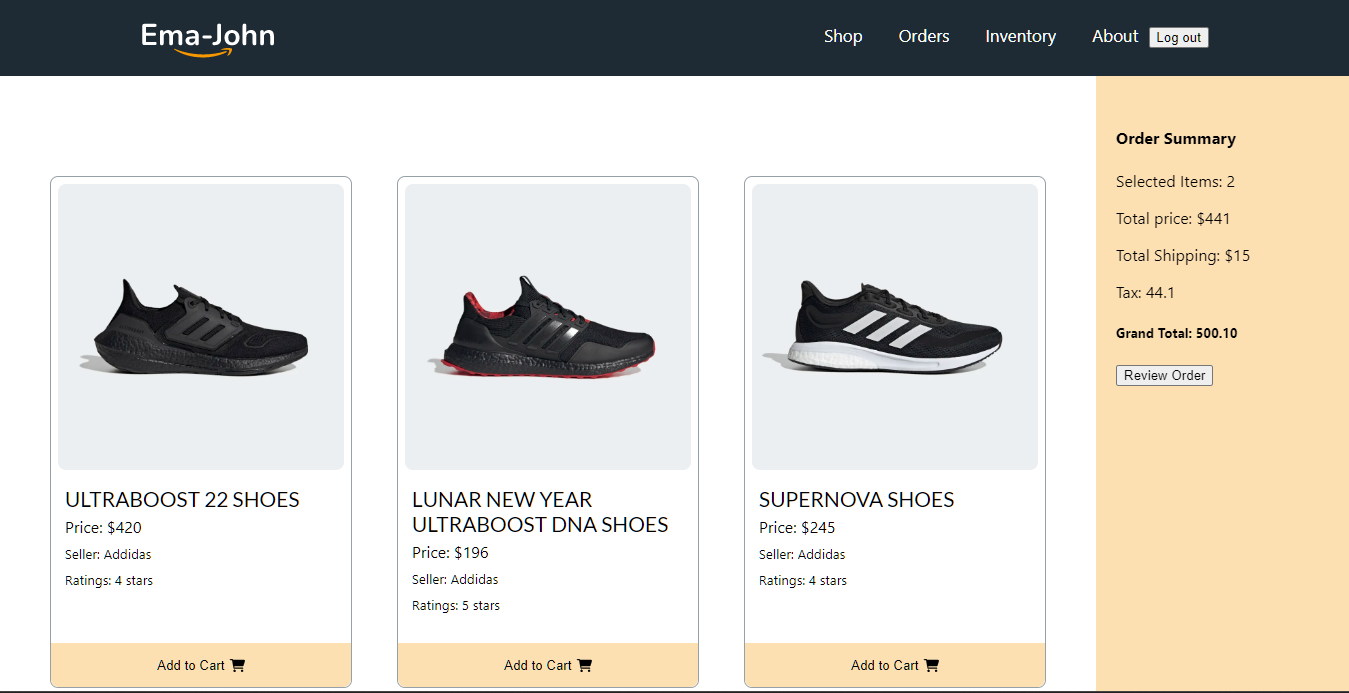 Ema-John
Shop Orders Inventory About Log out
ULTRABOOST 22 SHOES
Price: $420
Seller: Addidas
Ratings: 4 stars
Add to Cart
LUNAR NEW YEAR
ULTRABOOST DNA SHOES
Price: $196
Seller: Addidas
Ratings: 5 stars
Add to Cart
SUPERNOVA SHOES
Price: $245
Seller: Addidas
Ratings: 4 stars
Add to Cart
Order Summary
Selected Items: 2
Total price: $441
Total Shipping: $15
Tax: 44.1
Grand Total: 500.10
Review Order